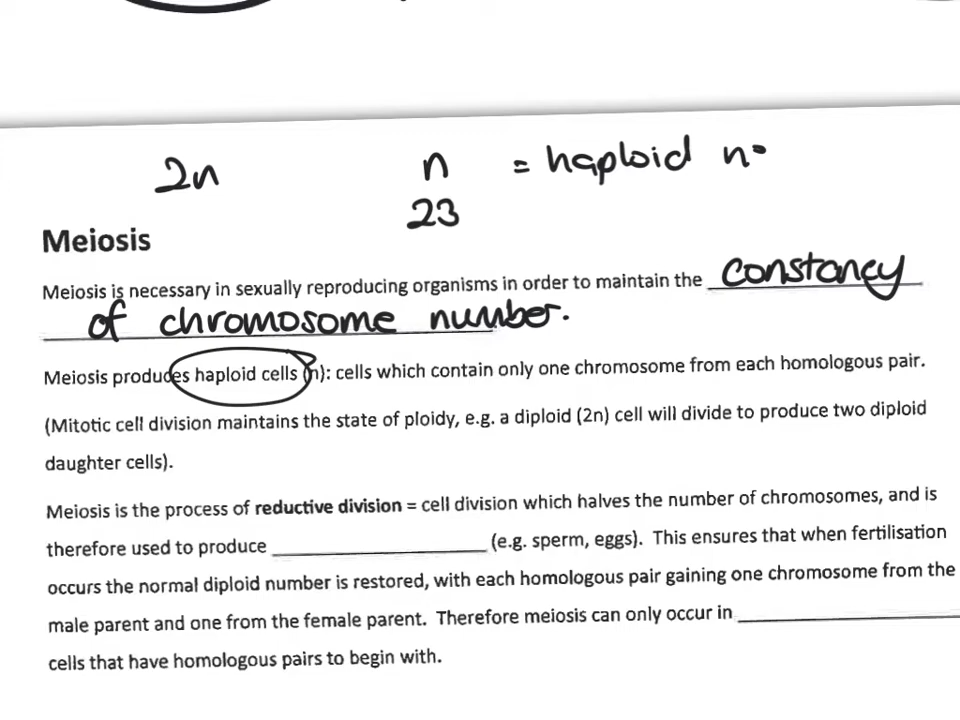 2n n = haploid no
23
Meiosis
Meiosis is necessary in sexually reproducing organisms in order to maintain the constancy
of chromosome number.
Meiosis produces haploid cells (n): cells which contain only one chromosome from each homologous pair.
(Mitotic cell division maintains the state of ploidy, e.g. a diploid (2n) cell will divide to produce two diploid
daughter cells).
Meiosis is the process of reductive division = cell division which halves the number of chromosomes, and is
therefore used to produce ____________________ (e.g. sperm, eggs). This ensures that when fertilisation
occurs the normal diploid number is restored, with each homologous pair gaining one chromosome from the
male parent and one from the female parent. Therefore meiosis can only occur in ____________________
cells that have homologous pairs to begin with.